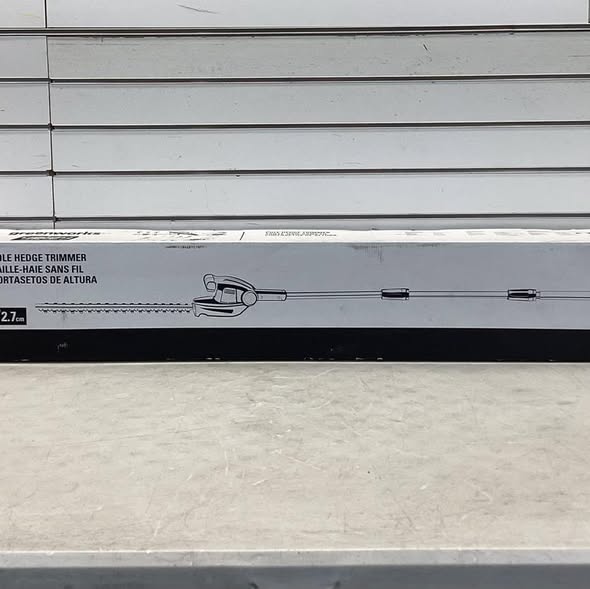 greenworks
OLE HEDGE TRIMMER
AILLE-HAIE SANS FIL
ORTASETOS DE ALTURA
2.7cm